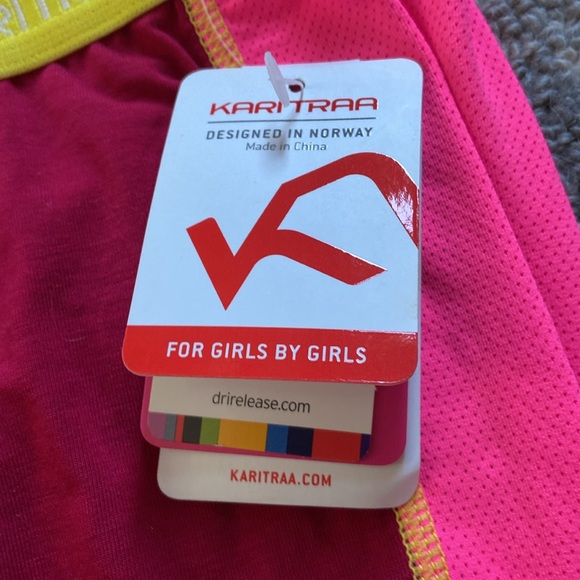 KARI TRAA
DESIGNED IN NORWAY
Made in China
FOR GIRLS BY GIRLS
drirelease.com
KARITRAA.COM